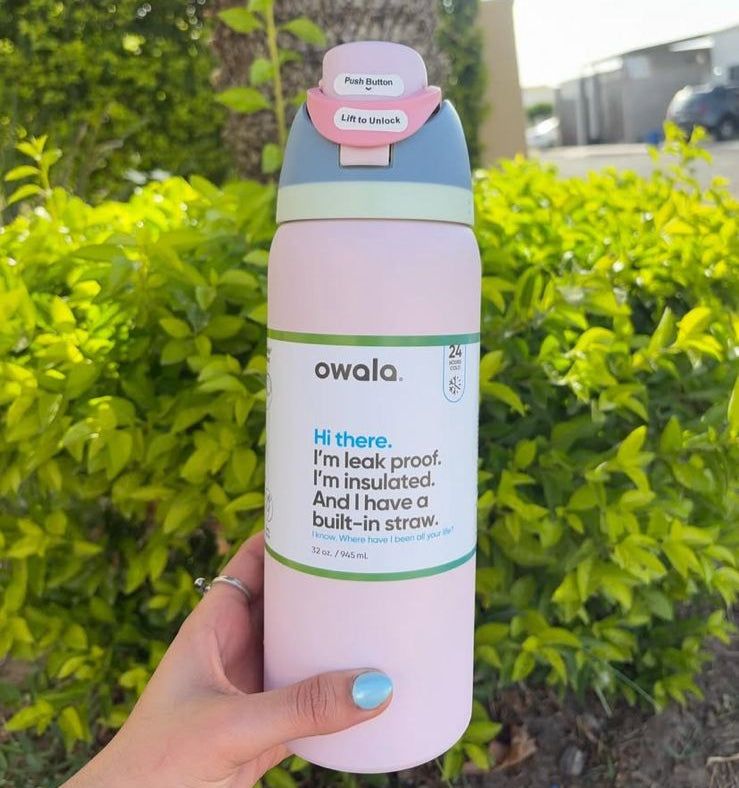 Push Button
Lift to Unlock
owala.
24
HOURS
COLD
Hi there.
I'm leak proof.
I'm insulated.
And I have a
built-in straw.
I know. Where have I been all your life?
32 oz. / 945 mL